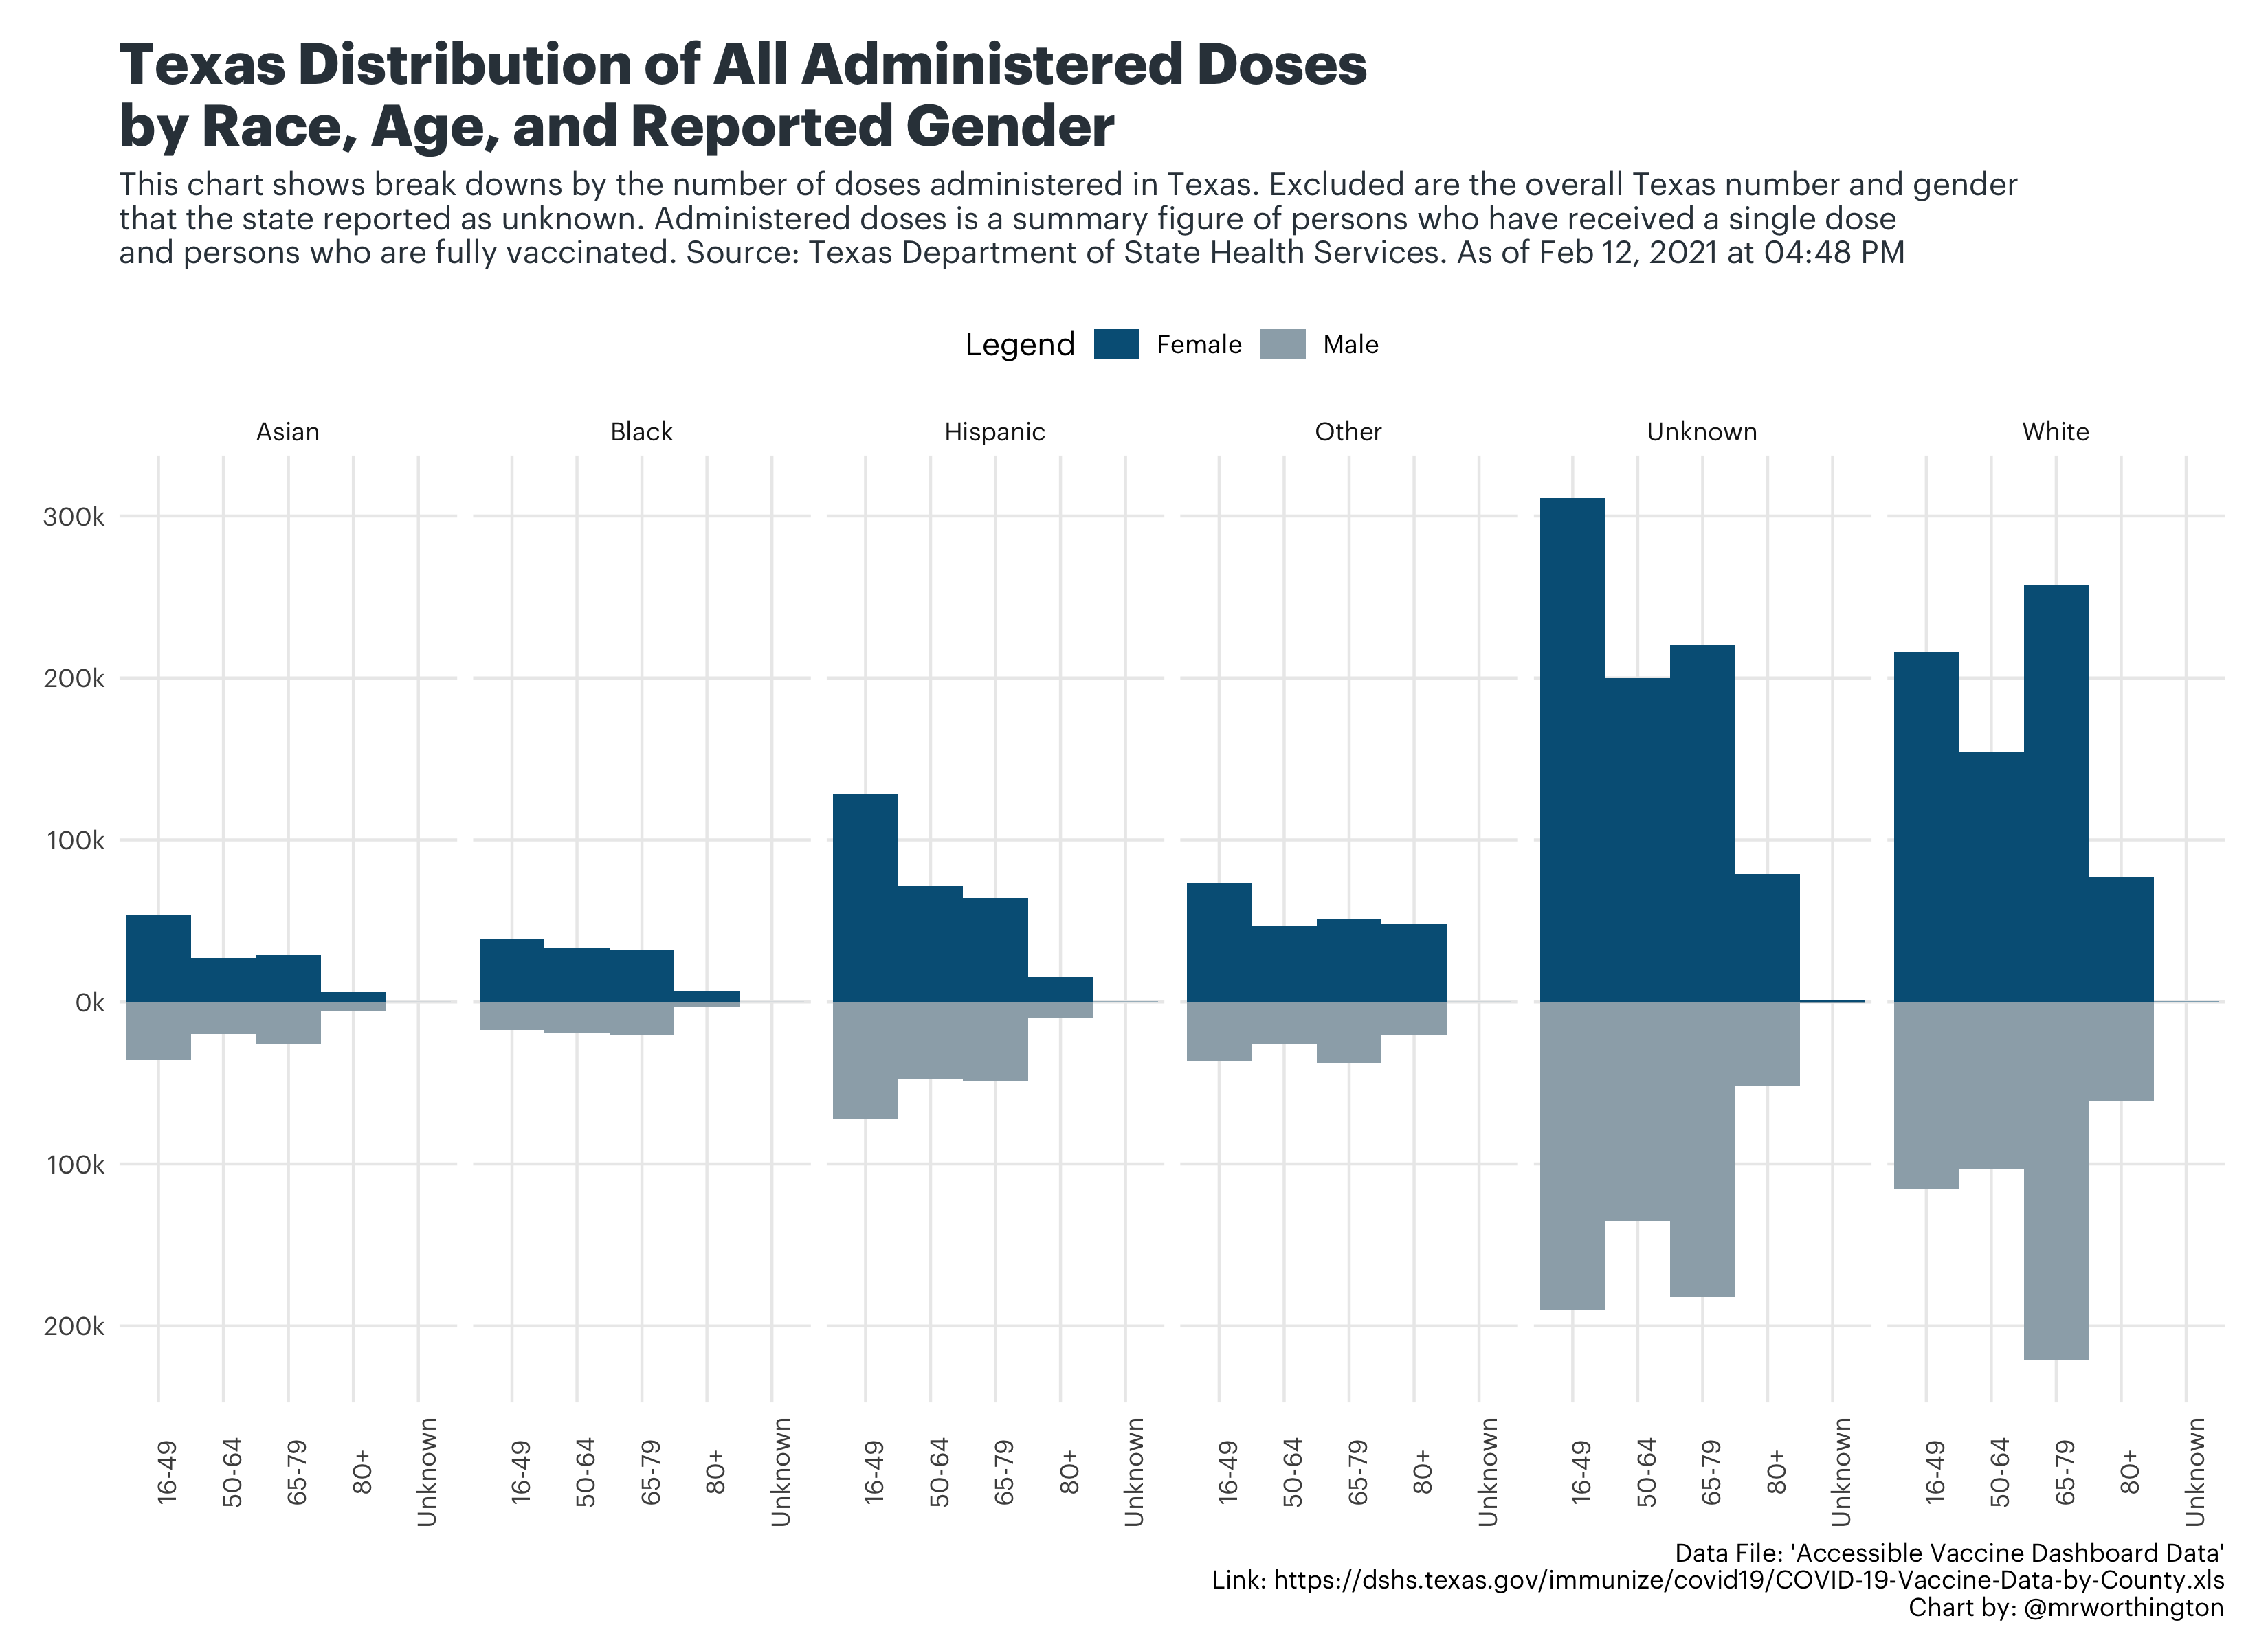 Texas Distribution of All Administered Doses
by Race, Age, and Reported Gender
This chart shows break downs by the number of doses administered in Texas. Excluded are the overall Texas number and gender
that the state reported as unknown. Administered doses is a summary figure of persons who have received a single dose
and persons who are fully vaccinated. Source: Texas Department of State Health Services. As of Feb 12, 2021 at 04:48 PM
Legend Female Male
Asian Black Hispanic Other Unknown White
300k
200k
100k
0k
100k
200k
16-49 50-64 65-79 80+ Unknown 16-49 50-64 65-79 80+ Unknown 16-49 50-64 65-79 80+ Unknown 16-49 50-64 65-79 80+ Unknown 16-49 50-64 65-79 80+ Unknown 16-49 50-64 65-79 80+ Unknown
Data File: 'Accessible Vaccine Dashboard Data'
Link: https://dshs.texas.gov/immunize/covid19/COVID-19-Vaccine-Data-by-County.xls
Chart by: @mrworthington